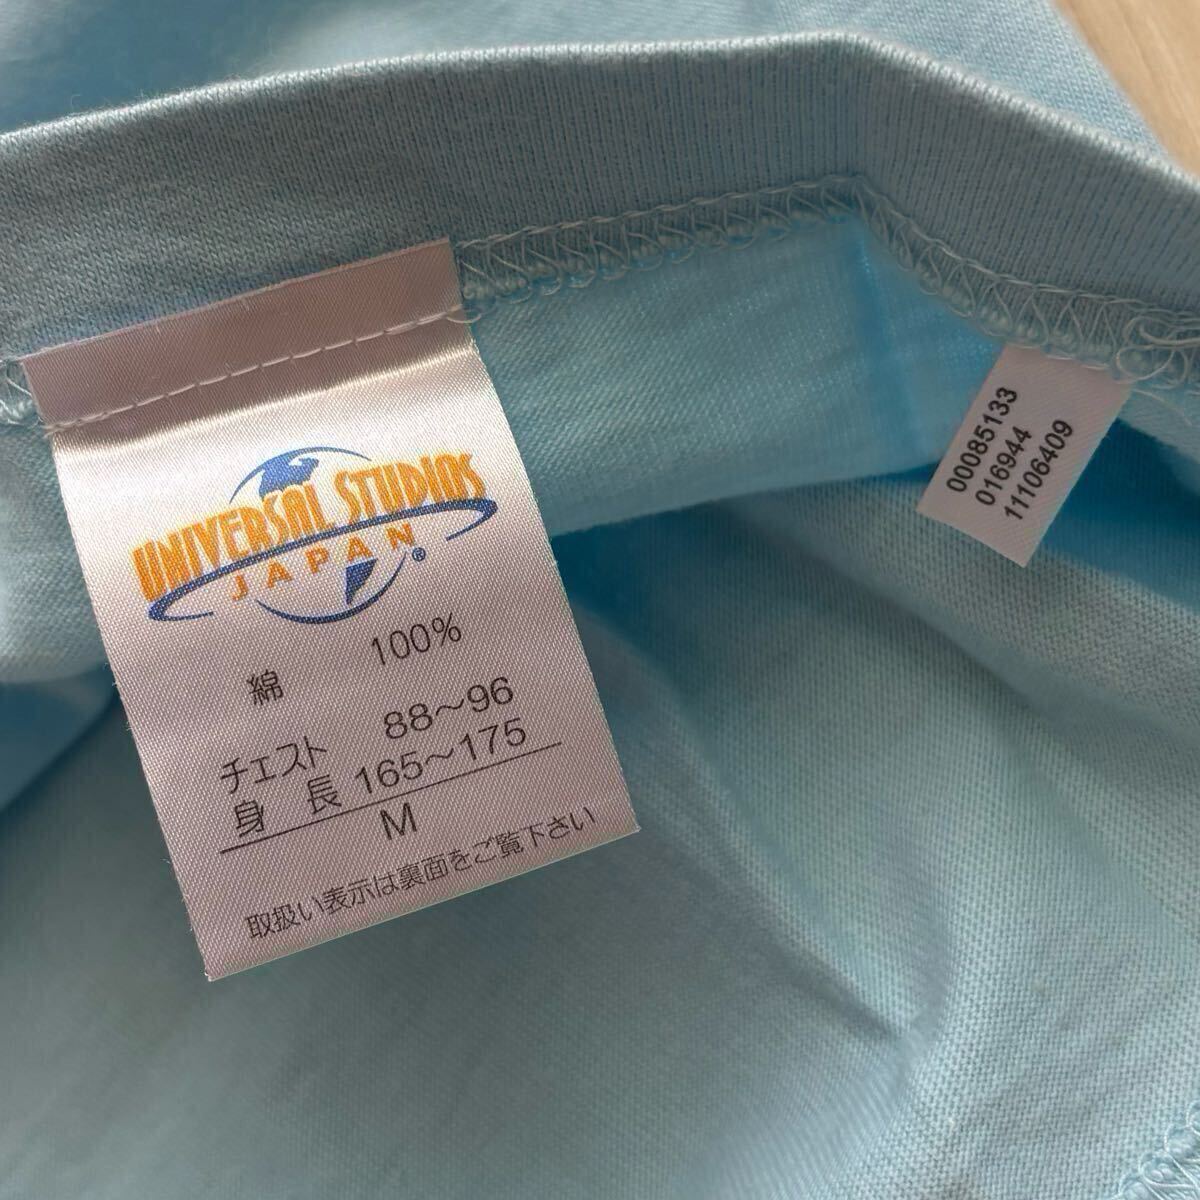 UNIVERSAL STUDIOS
JAPAN ®
綿 100%
チェスト 88～96
身長 165～175
M
取扱い表示は裏面をご覧下さい
00085133
016944
11106409